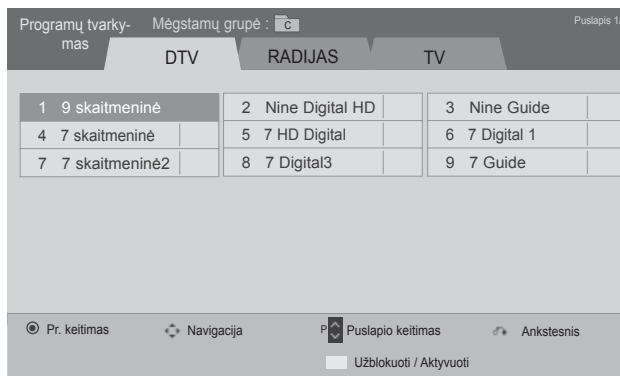 Programų tvarky-
mas
Mėgstamų grupė : C
Puslapis 1/
DTV RADIJAS TV
1 9 skaitmeninė 2 Nine Digital HD 3 Nine Guide
4 7 skaitmeninė 5 7 HD Digital 6 7 Digital 1
7 7 skaitmeninė2 8 7 Digital3 9 7 Guide
Pr. keitimas Navigacija P Puslapio keitimas Ankstesnis
Užblokuoti / Aktyvuoti